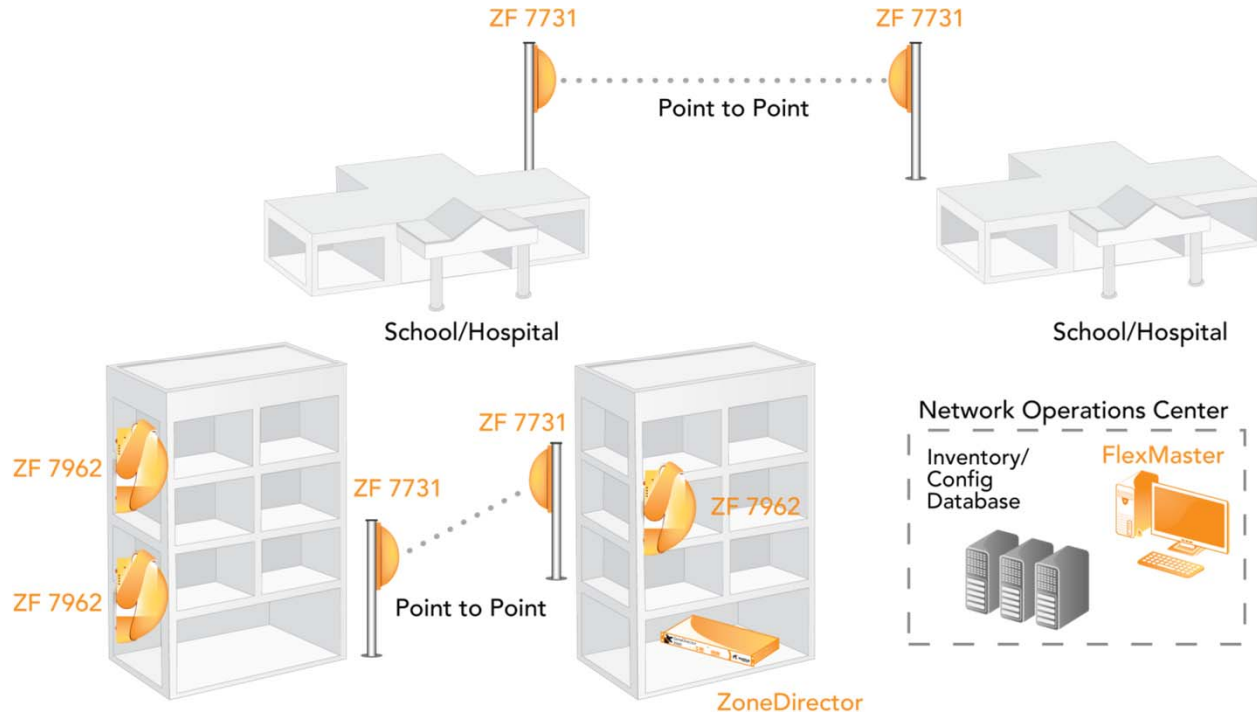 ZF 7731
ZF 7731
Point to Point
School/Hospital
School/Hospital
ZF 7962
ZF 7962
ZF 7731
ZF 7731
Point to Point
ZF 7962
ZoneDirector
Network Operations Center
Inventory/
Config
Database
FlexMaster